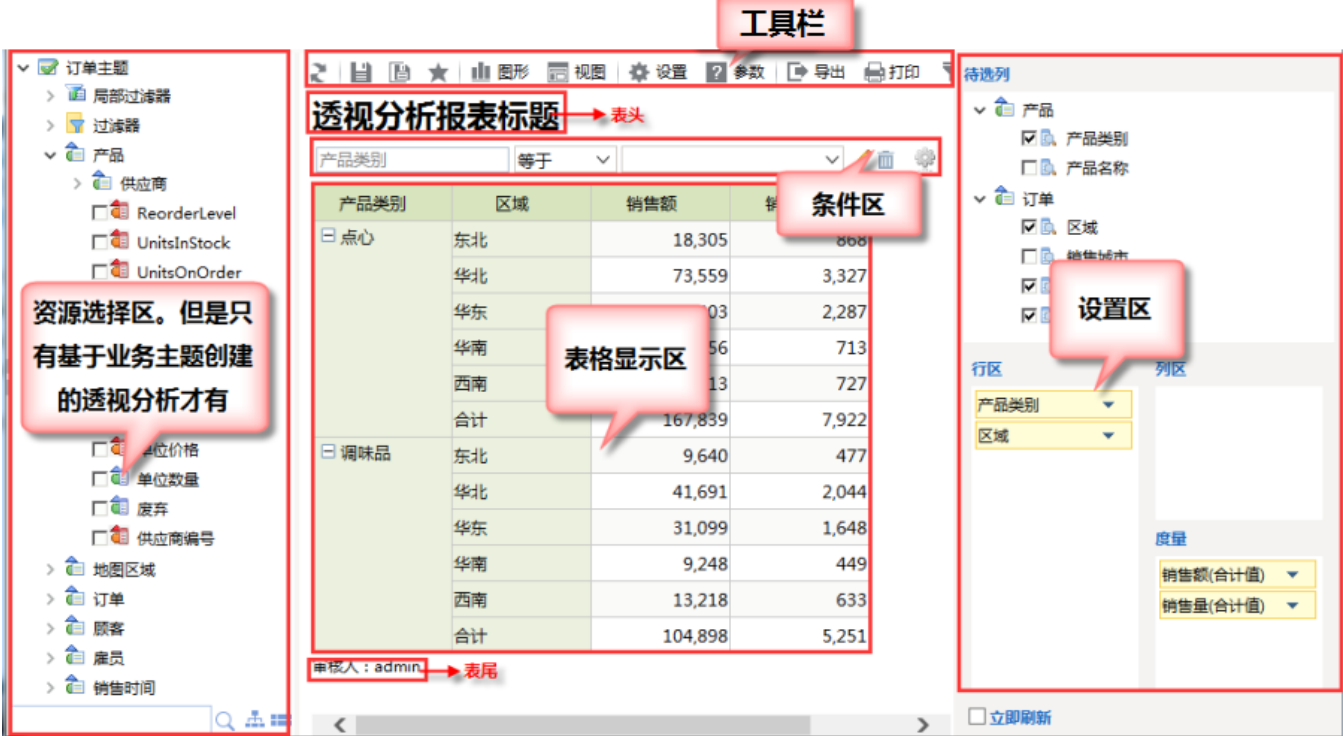 工具栏
订单主题
局部过滤器
过滤器
产品
供应商
ReorderLevel
UnitsInStock
UnitsOnOrder
资源选择区。但是只
有基于业务主题创建
的透视分析才有
单位价格
单位数量
废弃
供应商编号
地图区域
订单
顾客
雇员
销售时间
图形 视图 设置 参数 导出 打印
透视分析报表标题 表头
产品类别 等于
条件区
产品类别 区域 销售额
点心 东北 18,305 868
华北 73,559 3,327
华东 2,287
华南 713
西南 727
合计 167,839 7,922
表格显示区
调味品 东北 9,640 477
华北 41,691 2,044
华东 31,099 1,648
华南 9,248 449
西南 13,218 633
合计 104,898 5,251
审核人：admin 表尾
待选列
产品
产品类别
产品名称
订单
区域
销售城市
设置区
行区 列区
产品类别
区域
度量
销售额(合计值)
销售量(合计值)
立即刷新